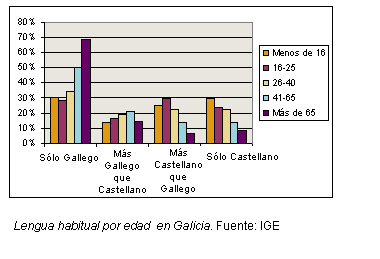 80%
70%
60%
50%
40%
30%
20%
10%
0%
Sólo Gallego
Más
Gallego
que
Castellano
Más
Castellano
que
Gallego
Sólo Castellano
Menos de 16
16-25
26-40
41-65
Más de 65
Lengua habitual por edad en Galicia. Fuente: IGE